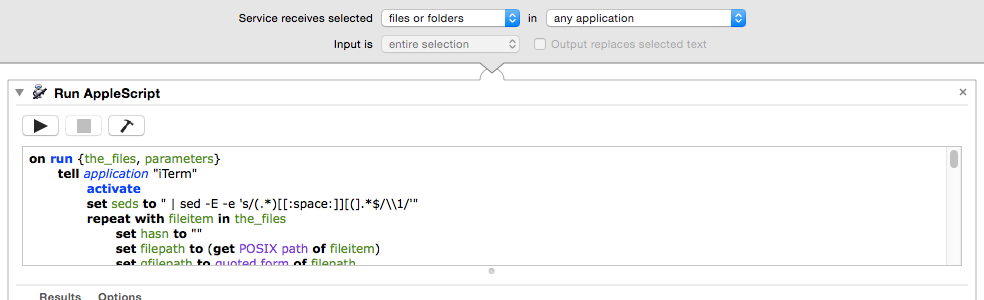 Service receives selected files or folders in any application
Input is entire selection Output replaces selected text
Run AppleScript
on run {the_files, parameters}
tell application "iTerm"
activate
set seds to " | sed -E -e 's/(.*)[[:space:]][(].*$/\\1/'"
repeat with fileitem in the_files
set hasn to ""
set filepath to (get POSIX path of fileitem)
set qfilepath to quoted form of filepath
Results Options